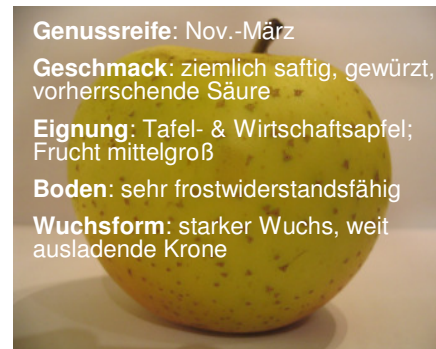 Genussreife: Nov.-März
Geschmack: ziemlich saftig, gewürzt,
vorherrschende Säure
Eignung: Tafel- & Wirtschaftsapfel;
Frucht mittelgroß
Boden: sehr frostwiderstandsfähig
Wuchsform: starker Wuchs, weit
ausladende Krone